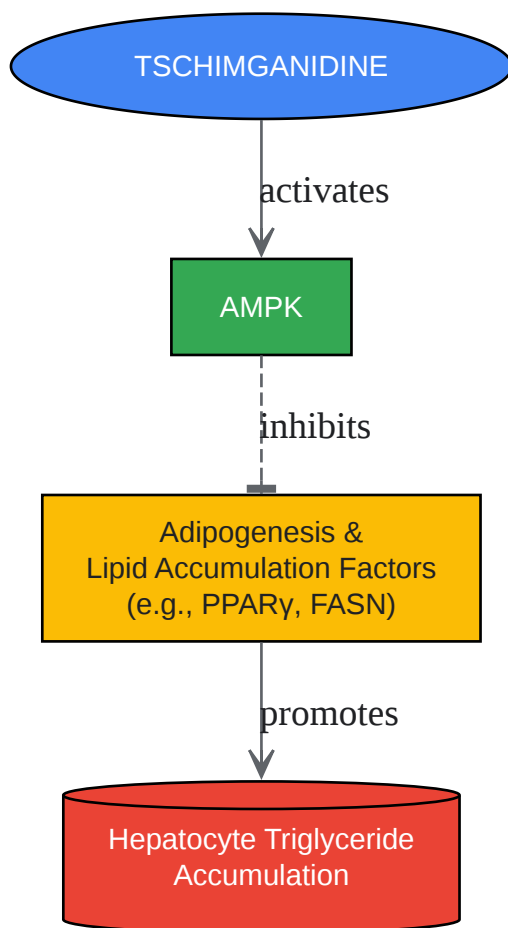 TSCHIMGANIDINE
activates
AMPK
inhibits
Adipogenesis &
Lipid Accumulation Factors
(e.g., PPARγ, FASN)
promotes
Hepatocyte Triglyceride
Accumulation